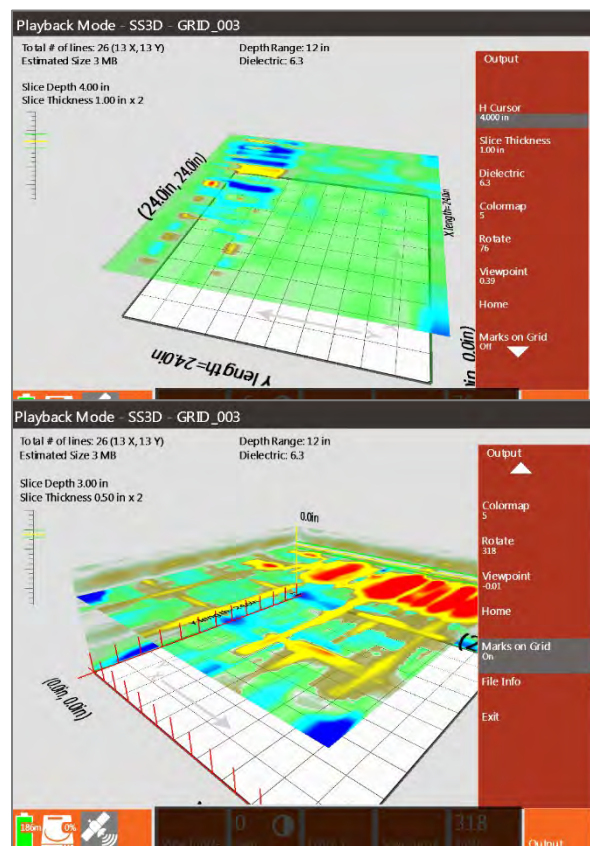 Playback Mode - SS3D - GRID_003
Total # of lines: 26 (13 X, 13 Y)
Depth Range: 12 in
Estimated Size 3 MB
Dielectric: 6.3
Slice Depth 4.00 in
Slice Thickness 1.00 in x 2
Output
H Cursor
4.000 in
Slice Thickness
1.00 in
Dielectric
6.3
Colormap
5
Rotate
76
Viewpoint
0.39
Home
Marks on Grid
Off
(24.0in, 24.0in)
X length=24.0in
Y length=24.0in
in, 0.0in)
Playback Mode - SS3D - GRID_003
Total # of lines: 26 (13 X, 13 Y)
Depth Range: 12 in
Estimated Size 3 MB
Dielectric: 6.3
Slice Depth 3.00 in
Slice Thickness 0.50 in x 2
Output
Colormap
5
Rotate
318
Viewpoint
-0.01
Home
Marks on Grid
On
File Info
Exit
0.0in
(0.0in, 0.0in)
(2
186m
0%
0
318
Output